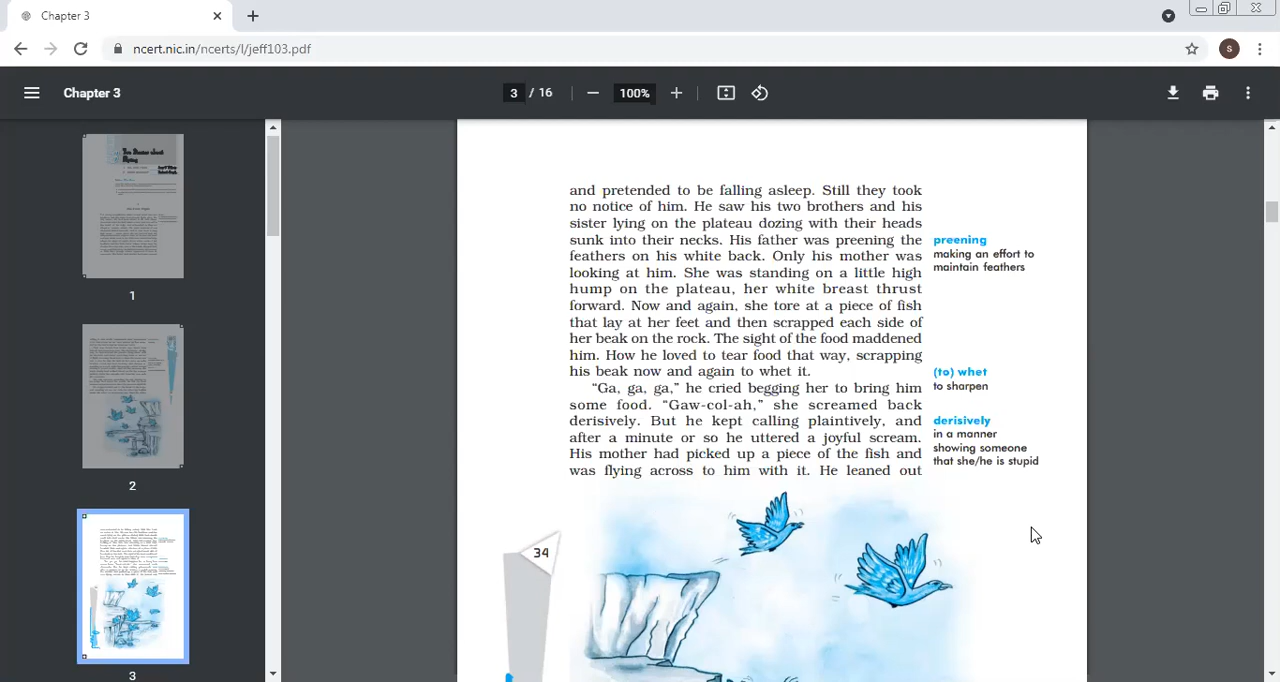 Chapter 3
ncert.nic.in/ncerts/l/jeff103.pdf
S
Chapter 3
3 / 16
100%
1
2
3
and pretended to be falling asleep. Still they took
no notice of him. He saw his two brothers and his
sister lying on the plateau dozing with their heads
sunk into their necks. His father was preening the
feathers on his white back. Only his mother was
looking at him. She was standing on a little high
hump on the plateau, her white breast thrust
forward. Now and again, she tore at a piece of fish
that lay at her feet and then scrapped each side of
her beak on the rock. The sight of the food maddened
him. How he loved to tear food that way, scrapping
his beak now and again to whet it.
“Ga, ga, ga,” he cried begging her to bring him
some food. “Gaw-col-ah,” she screamed back
derisively. But he kept calling plaintively, and
after a minute or so he uttered a joyful scream.
His mother had picked up a piece of the fish and
was flying across to him with it. He leaned out
preening
making an effort to
maintain feathers
(to) whet
to sharpen
derisively
in a manner
showing someone
that she/he is stupid
34